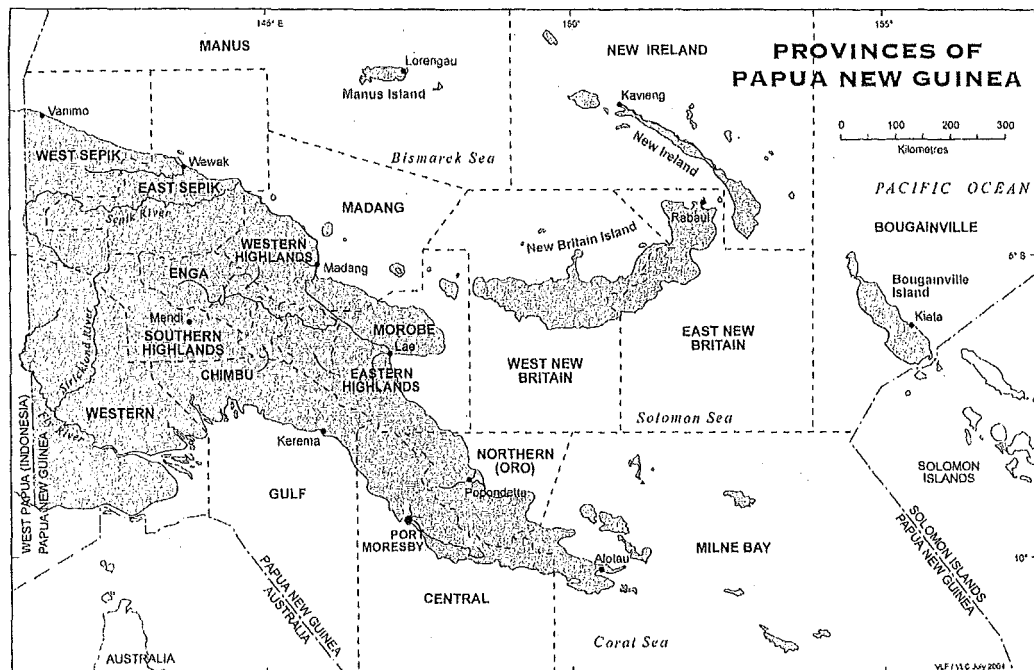 145° E
150°
155°
PROVINCES OF
PAPUA NEW GUINEA
0 100 200 300
Kilometres
MANUS
Lorengau
Manus Island
NEW IRELAND
Kavieng
New Ireland
Vanimo
WEST SEPIK
Wewak
EAST SEPIK
Sepik River
Bismarck Sea
MADANG
PACIFIC OCEAN
BOUGAINVILLE
Rabaul
New Britain Island
WESTERN
HIGHLANDS
Madang
ENGA
5° S
Bougainville
Island
Kieta
Mendi
SOUTHERN
HIGHLANDS
MOROBE
Lae
EASTERN
HIGHLANDS
CHIMBU
Strickland River
WESTERN
Fly River
WEST NEW
BRITAIN
EAST NEW
BRITAIN
Solomon Sea
Kerema
NORTHERN
(ORO)
Popondetta
GULF
PORT
MORESBY
SOLOMON
ISLANDS
WEST PAPUA (INDONESIA)
PAPUA NEW GUINEA
Alotau
MILNE BAY
10°
CENTRAL
PAPUA NEW GUINEA
AUSTRALIA
SOLOMON ISLANDS
PAPUA NEW GUINEA
AUSTRALIA
Coral Sea